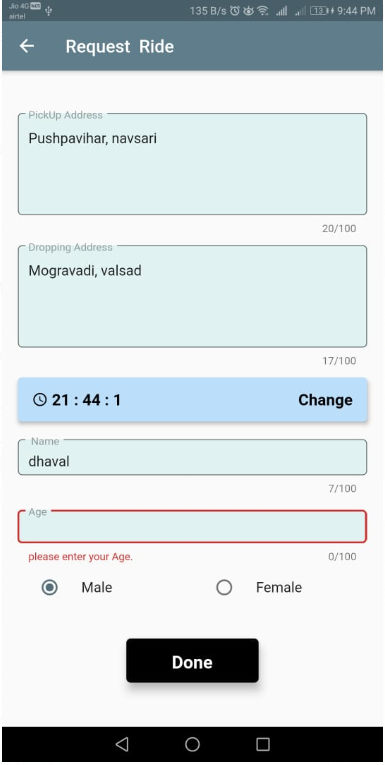 Jio 4G
airtel
135 B/s 13 9:44 PM
Request Ride
PickUp Address
Pushpavihar, navsari
20/100
Dropping Address
Mogravadi, valsad
17/100
21 : 44 : 1 Change
Name
dhaval
7/100
Age
please enter your Age. 0/100
Male Female
Done